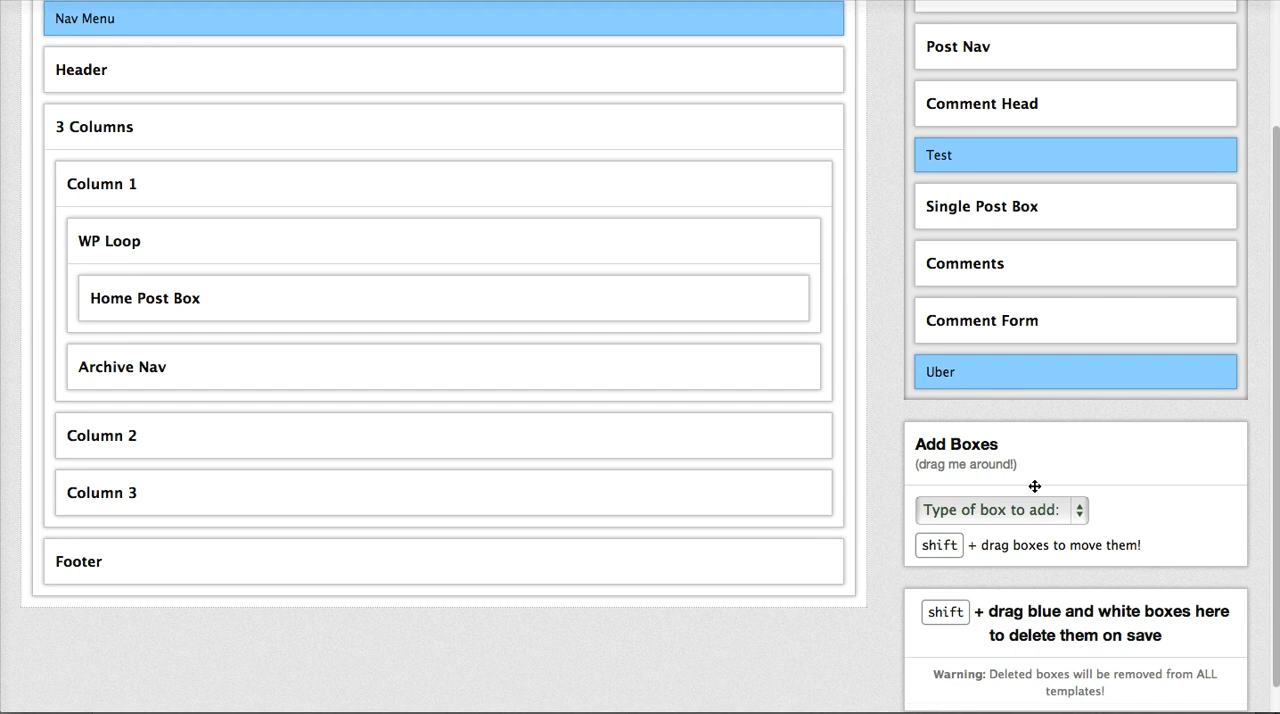 Nav Menu
Header
3 Columns
Column 1
WP Loop
Home Post Box
Archive Nav
Column 2
Column 3
Footer
Post Nav
Comment Head
Test
Single Post Box
Comments
Comment Form
Uber
Add Boxes
(drag me around!)
Type of box to add:
shift + drag boxes to move them!
shift + drag blue and white boxes here
to delete them on save
Warning: Deleted boxes will be removed from ALL
templates!